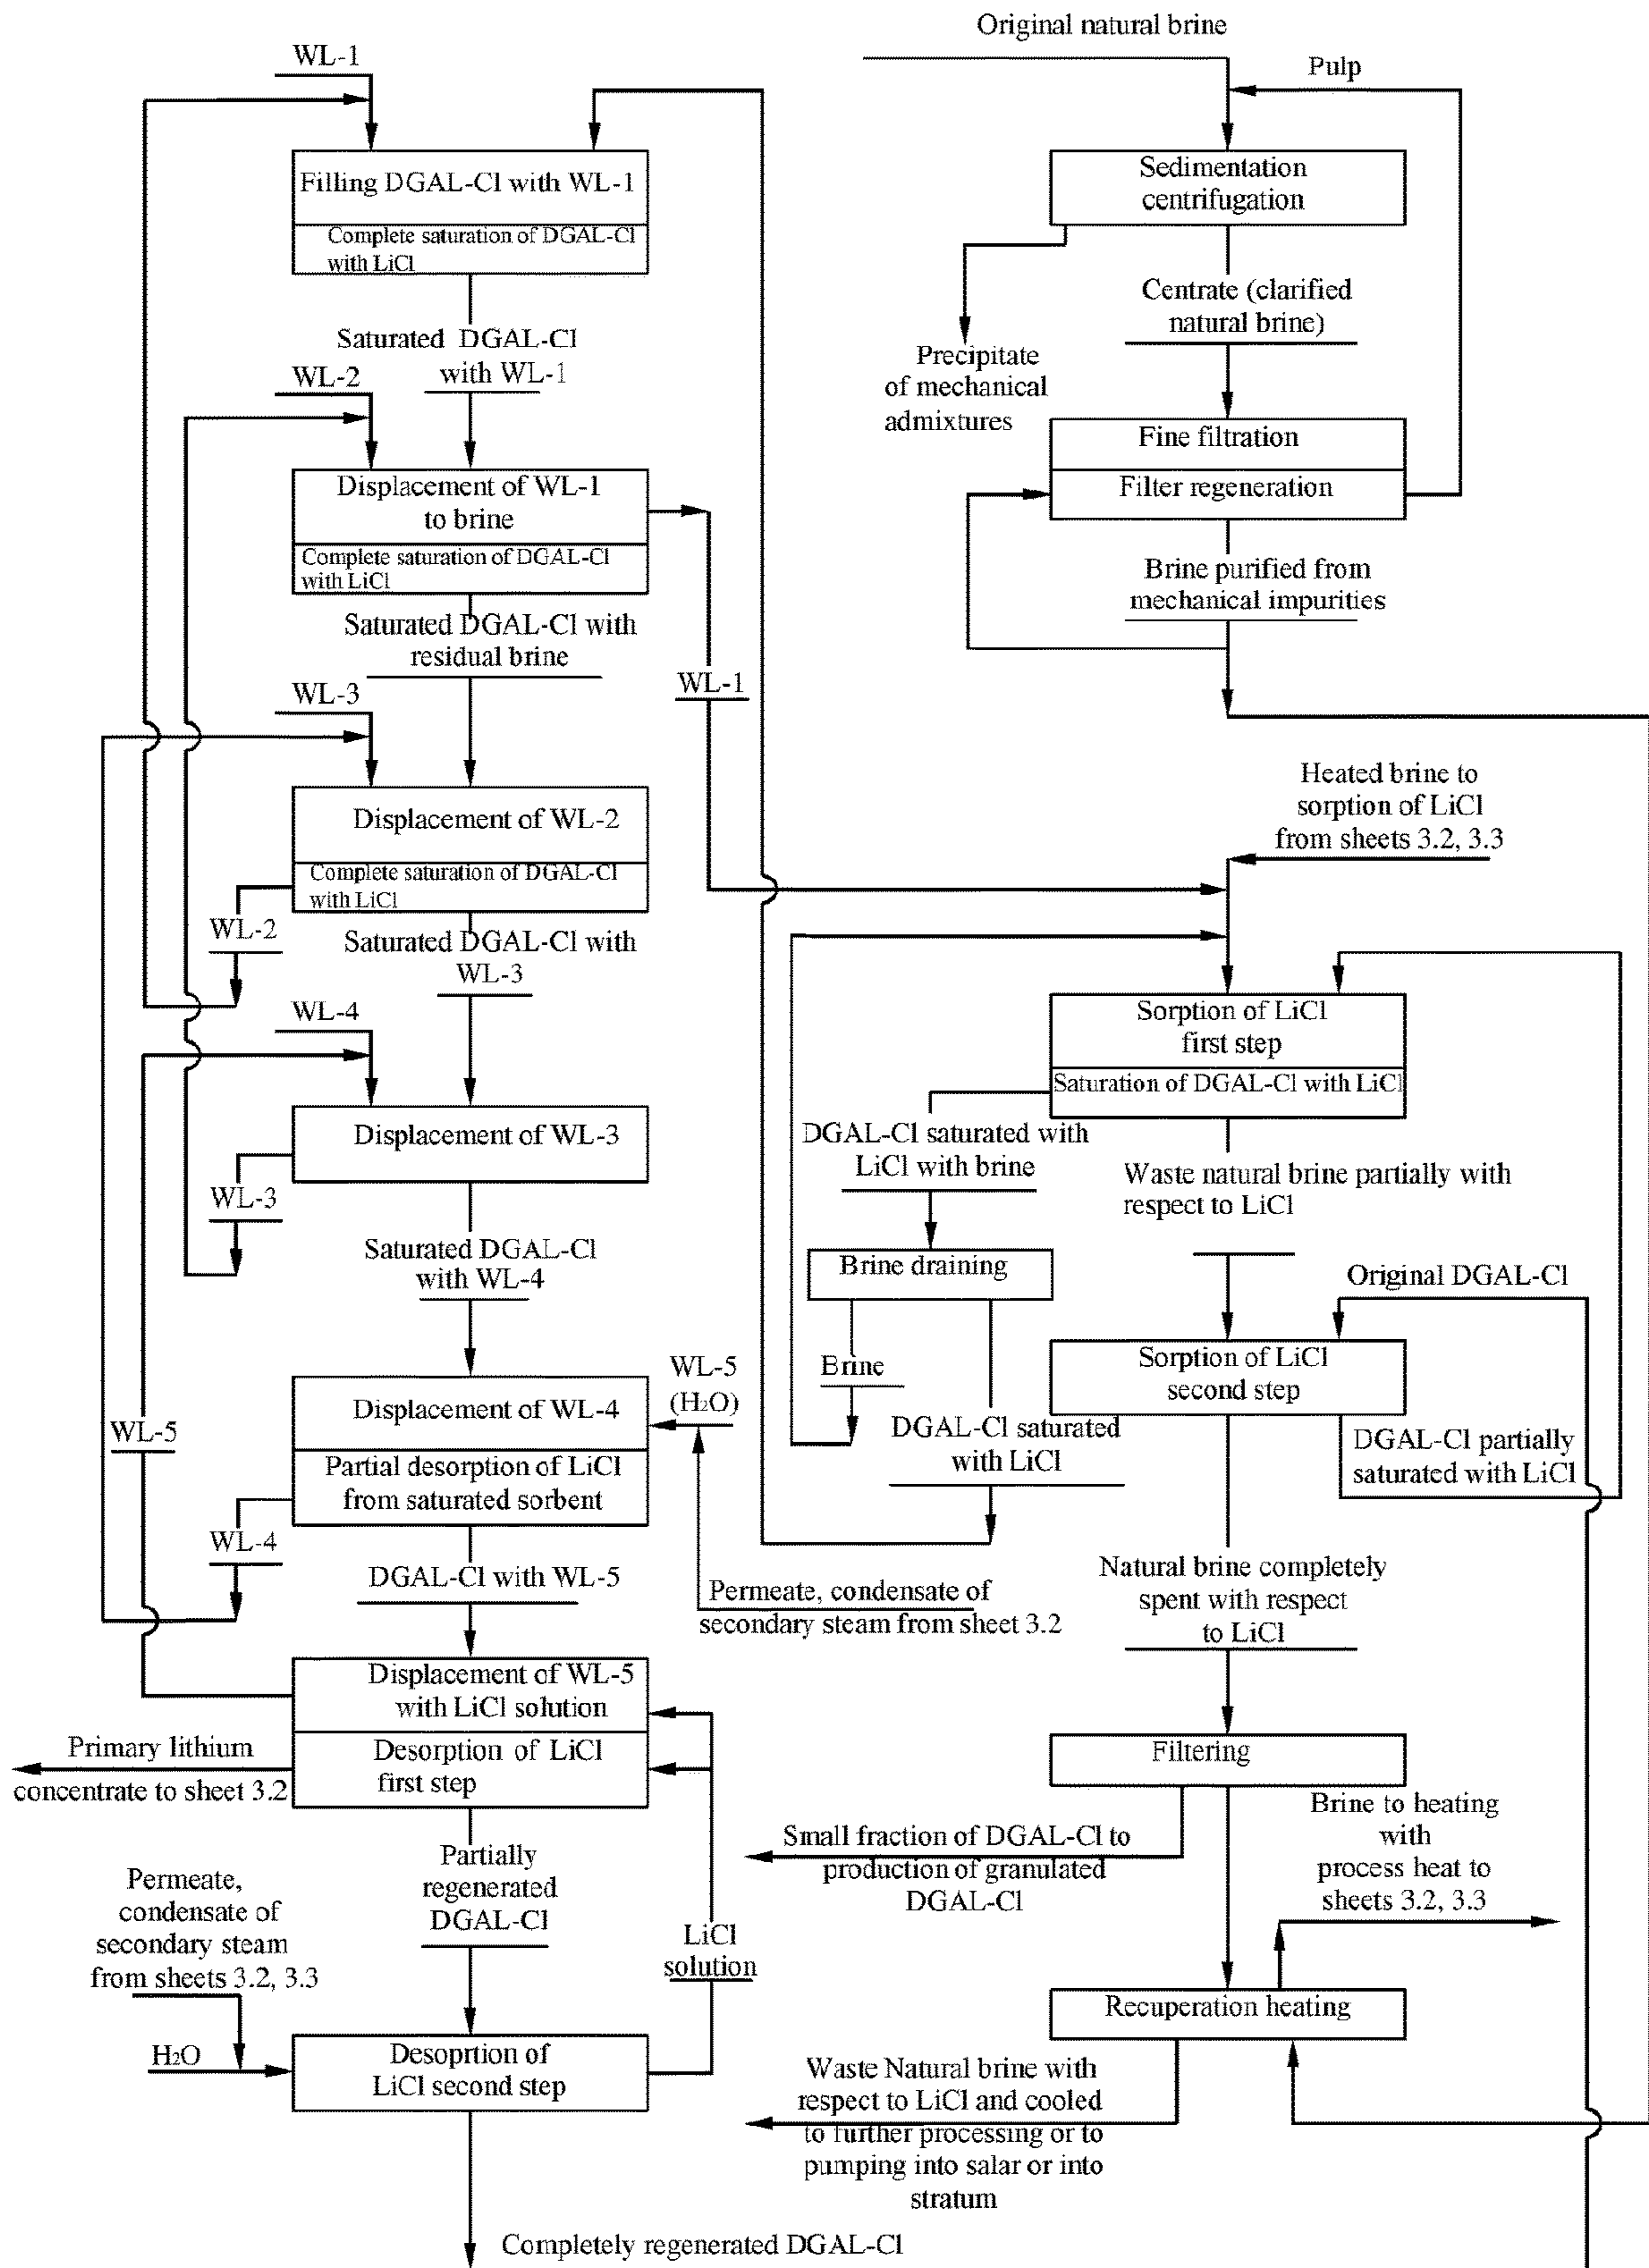 Original natural brine
WL-1
Pulp
Filling DGAL-Cl with WL-1
Complete saturation of DGAL-Cl
with LiCl
Sedimentation
centrifugation
Centrate (clarified
natural brine)
Saturated DGAL-Cl
with WL-1
WL-2
Precipitate
of mechanical
admixtures
Fine filtration
Filter regeneration
Displacement of WL-1
to brine
Complete saturation of DGAL-Cl
with LiCl
Brine purified from
mechanical impurities
Saturated DGAL-Cl with
residual brine
WL-3
WL-1
Displacement of WL-2
Complete saturation of DGAL-Cl
with LiCl
Heated brine to
sorption of LiCl
from sheets 3.2, 3.3
WL-2
Saturated DGAL-Cl with
WL-3
WL-4
Sorption of LiCl
first step
Saturation of DGAL-Cl with LiCl
Displacement of WL-3
DGAL-Cl saturated with
LiCl with brine
Waste natural brine partially with
respect to LiCl
WL-3
Saturated DGAL-Cl
with WL-4
Brine draining
Original DGAL-Cl
Brine
Sorption of LiCl
second step
WL-5
(H2O)
Displacement of WL-4
Partial desorption of LiCl
from saturated sorbent
WL-5
DGAL-Cl saturated
with LiCl
DGAL-Cl partially
saturated with LiCl
WL-4
DGAL-Cl with WL-5
Permeate, condensate of
secondary steam from sheet 3.2
Natural brine completely
spent with respect
to LiCl
Displacement of WL-5
with LiCl solution
Desorption of LiCl
first step
Primary lithium
concentrate to sheet 3.2
Filtering
Small fraction of DGAL-Cl to
production of granulated
DGAL-Cl
Brine to heating
with
process heat to
sheets 3.2, 3.3
Partially
regenerated
DGAL-Cl
Permeate,
condensate of
secondary steam
from sheets 3.2, 3.3
LiCl
solution
Recuperation heating
H2O
Desoprtion of
LiCl second step
Waste Natural brine with
respect to LiCl and cooled
to further processing or to
pumping into salar or into
stratum
Completely regenerated DGAL-Cl